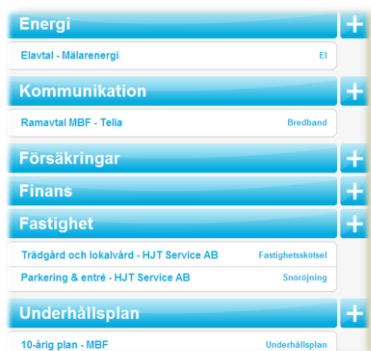 Energi +
Elavtal - Mälarenergi El
Kommunikation +
Ramavtal MBF - Telia Bredband
Försäkringar +
Finans +
Fastighet +
Trädgård och lokalvård - HJT Service AB Fastighetsskötsel
Parkering & entré - HJT Service AB Snöröjning
Underhållsplan +
10-årig plan - MBF Underhållsplan